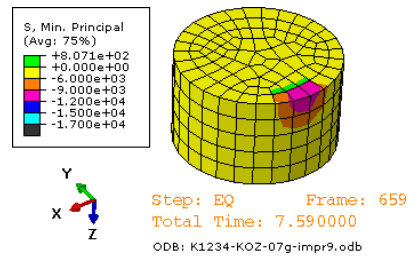 S, Min. Principal
(Avg: 75%)
+8.071e+02
+0.000e+00
-6.000e+03
-9.000e+03
-1.200e+04
-1.500e+04
-1.700e+04
Y
X
Z
Step: EQ Frame: 659
Total Time: 7.590000
ODB: K1234-KOZ-07g-impr9.odb